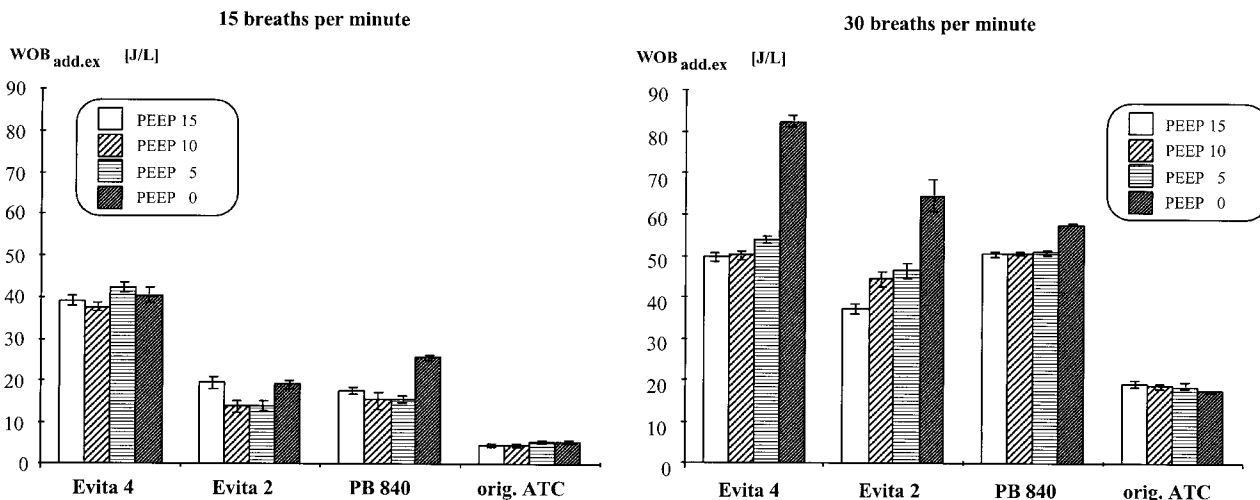 15 breaths per minute
WOB add.ex [J/L]
90
80
70
60
50
40
30
20
10
0
PEEP 15
PEEP 10
PEEP 5
PEEP 0
Evita 4 Evita 2 PB 840 orig. ATC
30 breaths per minute
WOB add.ex [J/L]
90
80
70
60
50
40
30
20
10
0
PEEP 15
PEEP 10
PEEP 5
PEEP 0
Evita 4 Evita 2 PB 840 orig. ATC